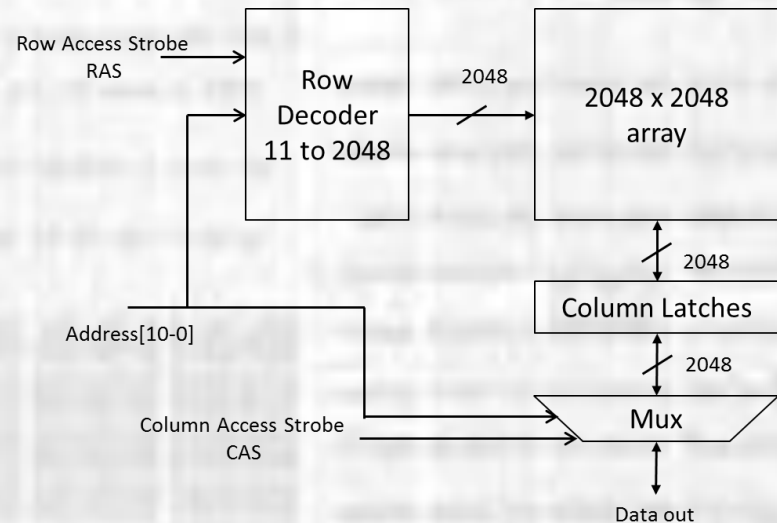 Row Access Strobe
RAS
Row
Decoder
11 to 2048
2048
2048 x 2048
array
2048
Column Latches
Address[10-0]
2048
Column Access Strobe
CAS
Mux
Data out